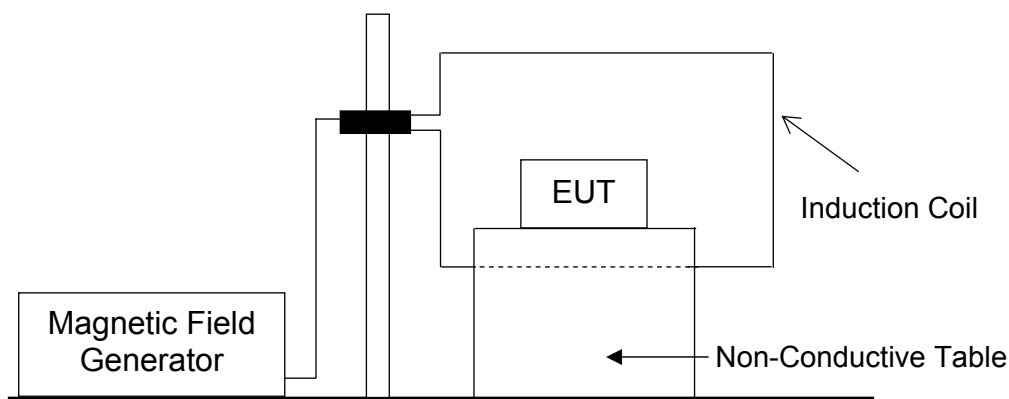 EUT
Induction Coil
Magnetic Field
Generator
Non-Conductive Table